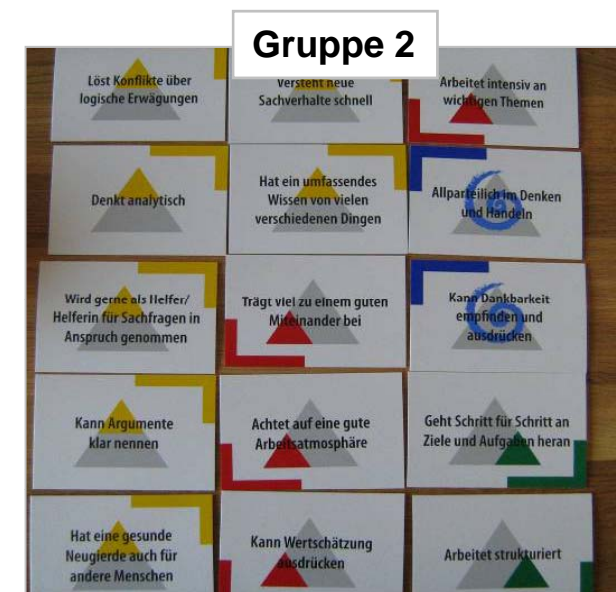 Gruppe 2
Löst Konflikte über
logische Erwägungen
Versteht neue
Sachverhalte schnell
Arbeitet intensiv an
wichtigen Themen
Denkt analytisch
Hat ein umfassendes
Wissen von vielen
verschiedenen Dingen
Allparteilich im Denken
und Handeln
Wird gerne als Helfer/
Helferin für Sachfragen in
Anspruch genommen
Trägt viel zu einem guten
Miteinander bei
Kann Dankbarkeit
empfinden und
ausdrücken
Kann Argumente
klar nennen
Achtet auf eine gute
Arbeitsatmosphäre
Geht Schritt für Schritt an
Ziele und Aufgaben heran
Hat eine gesunde
Neugierde auch für
andere Menschen
Kann Wertschätzung
ausdrücken
Arbeitet strukturiert